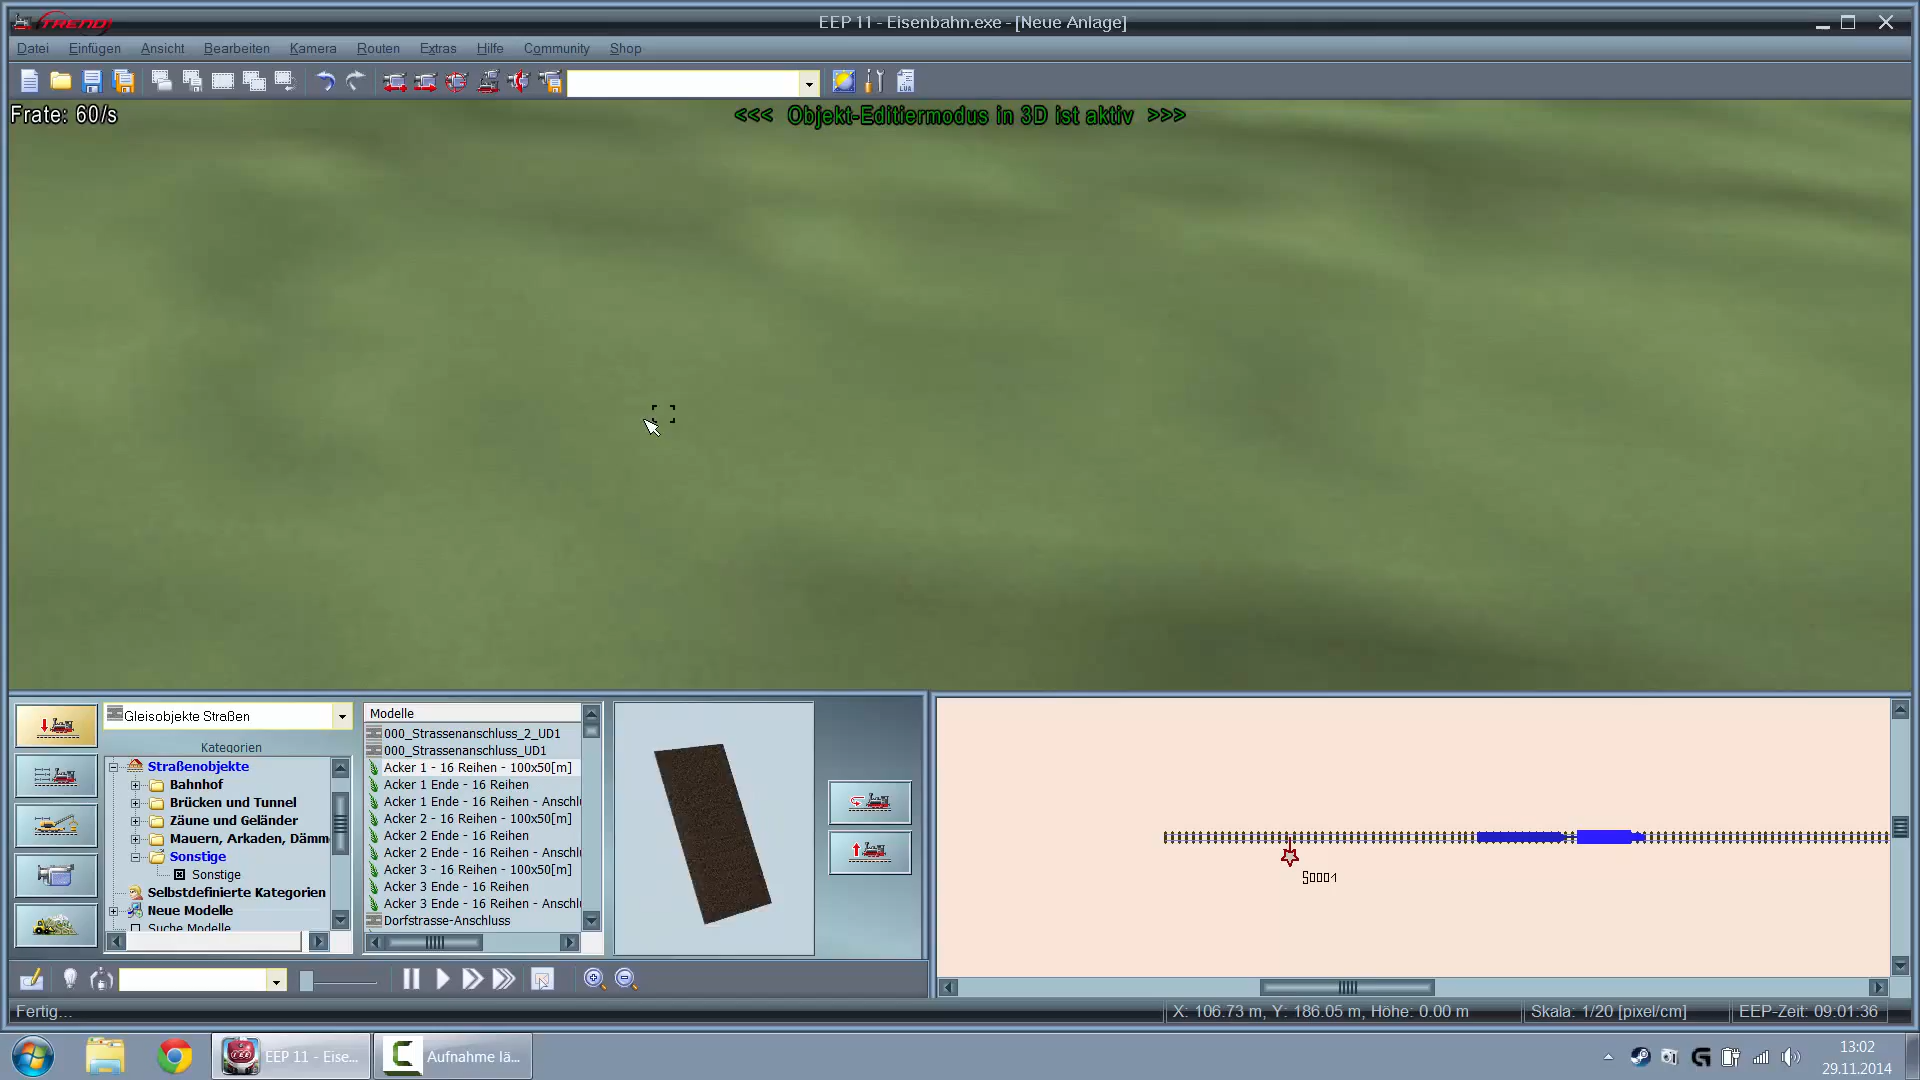 TREND
EEP 11 - Eisenbahn.exe - [Neue Anlage]
Datei Einfügen Ansicht Bearbeiten Kamera Routen Extras Hilfe Community Shop
LUA
Frate: 60/s
<<< Objekt-Editiermodus in 3D ist aktiv >>>
Gleisobjekte Straßen
Kategorien
Straßenobjekte
Bahnhof
Brücken und Tunnel
Zäune und Geländer
Mauern, Arkaden, Dämm
Sonstige
Sonstige
Selbstdefinierte Kategorien
Neue Modelle
Suche Modelle
Modelle
000_Strassenanschluss_2_UD1
000_Strassenanschluss_UD1
Acker 1 - 16 Reihen - 100x50[m]
Acker 1 Ende - 16 Reihen
Acker 1 Ende - 16 Reihen - Anschlu
Acker 2 - 16 Reihen - 100x50[m]
Acker 2 Ende - 16 Reihen
Acker 2 Ende - 16 Reihen - Anschlu
Acker 3 - 16 Reihen - 100x50[m]
Acker 3 Ende - 16 Reihen
Acker 3 Ende - 16 Reihen - Anschlu
Dorfstrasse-Anschluss
S0001
Fertig...
X: 106.73 m, Y: 186.05 m, Höhe: 0.00 m
Skala: 1/20 [pixel/cm]
EEP-Zeit: 09:01:36
EEP 11 - Eise...
Aufnahme lä...
13:02
29.11.2014